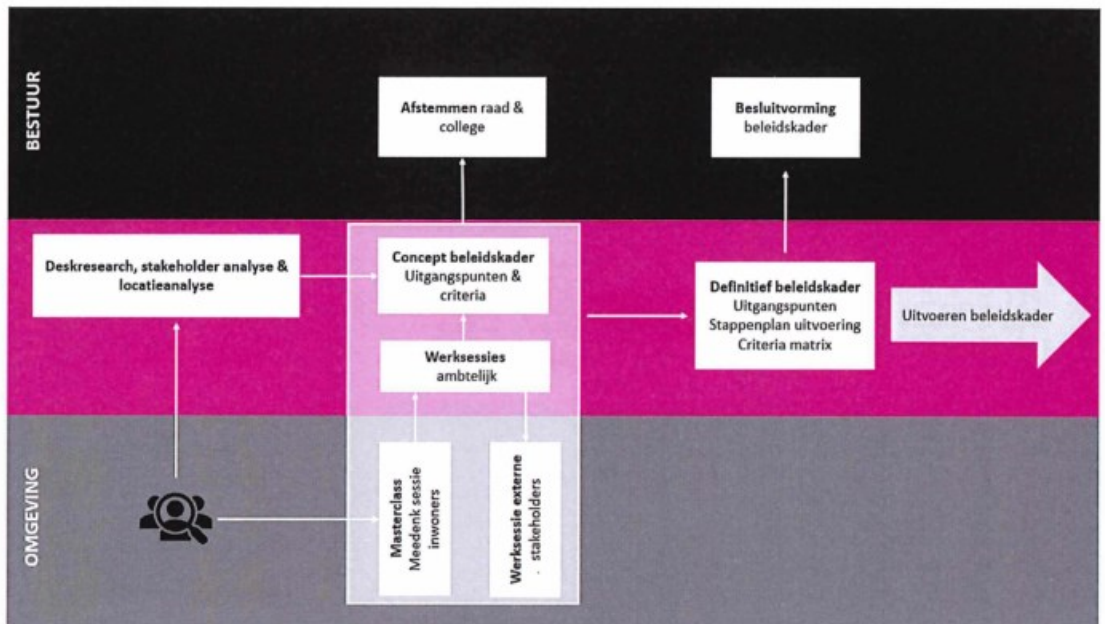 BESTUUR
Afstemmen raad &
college
Besluitvorming
beleidskader
Deskresearch, stakeholder analyse &
locatieanalyse
Concept beleidskader
Uitgangspunten &
criteria
Werksessies
ambtelijk
Definitief beleidskader
Uitgangspunten
Stappenplan uitvoering
Criteria matrix
Uitvoeren beleidskader
OMGEVING
Masterclass
Meedenk sessie
inwoners
Werksessie externe
stakeholders